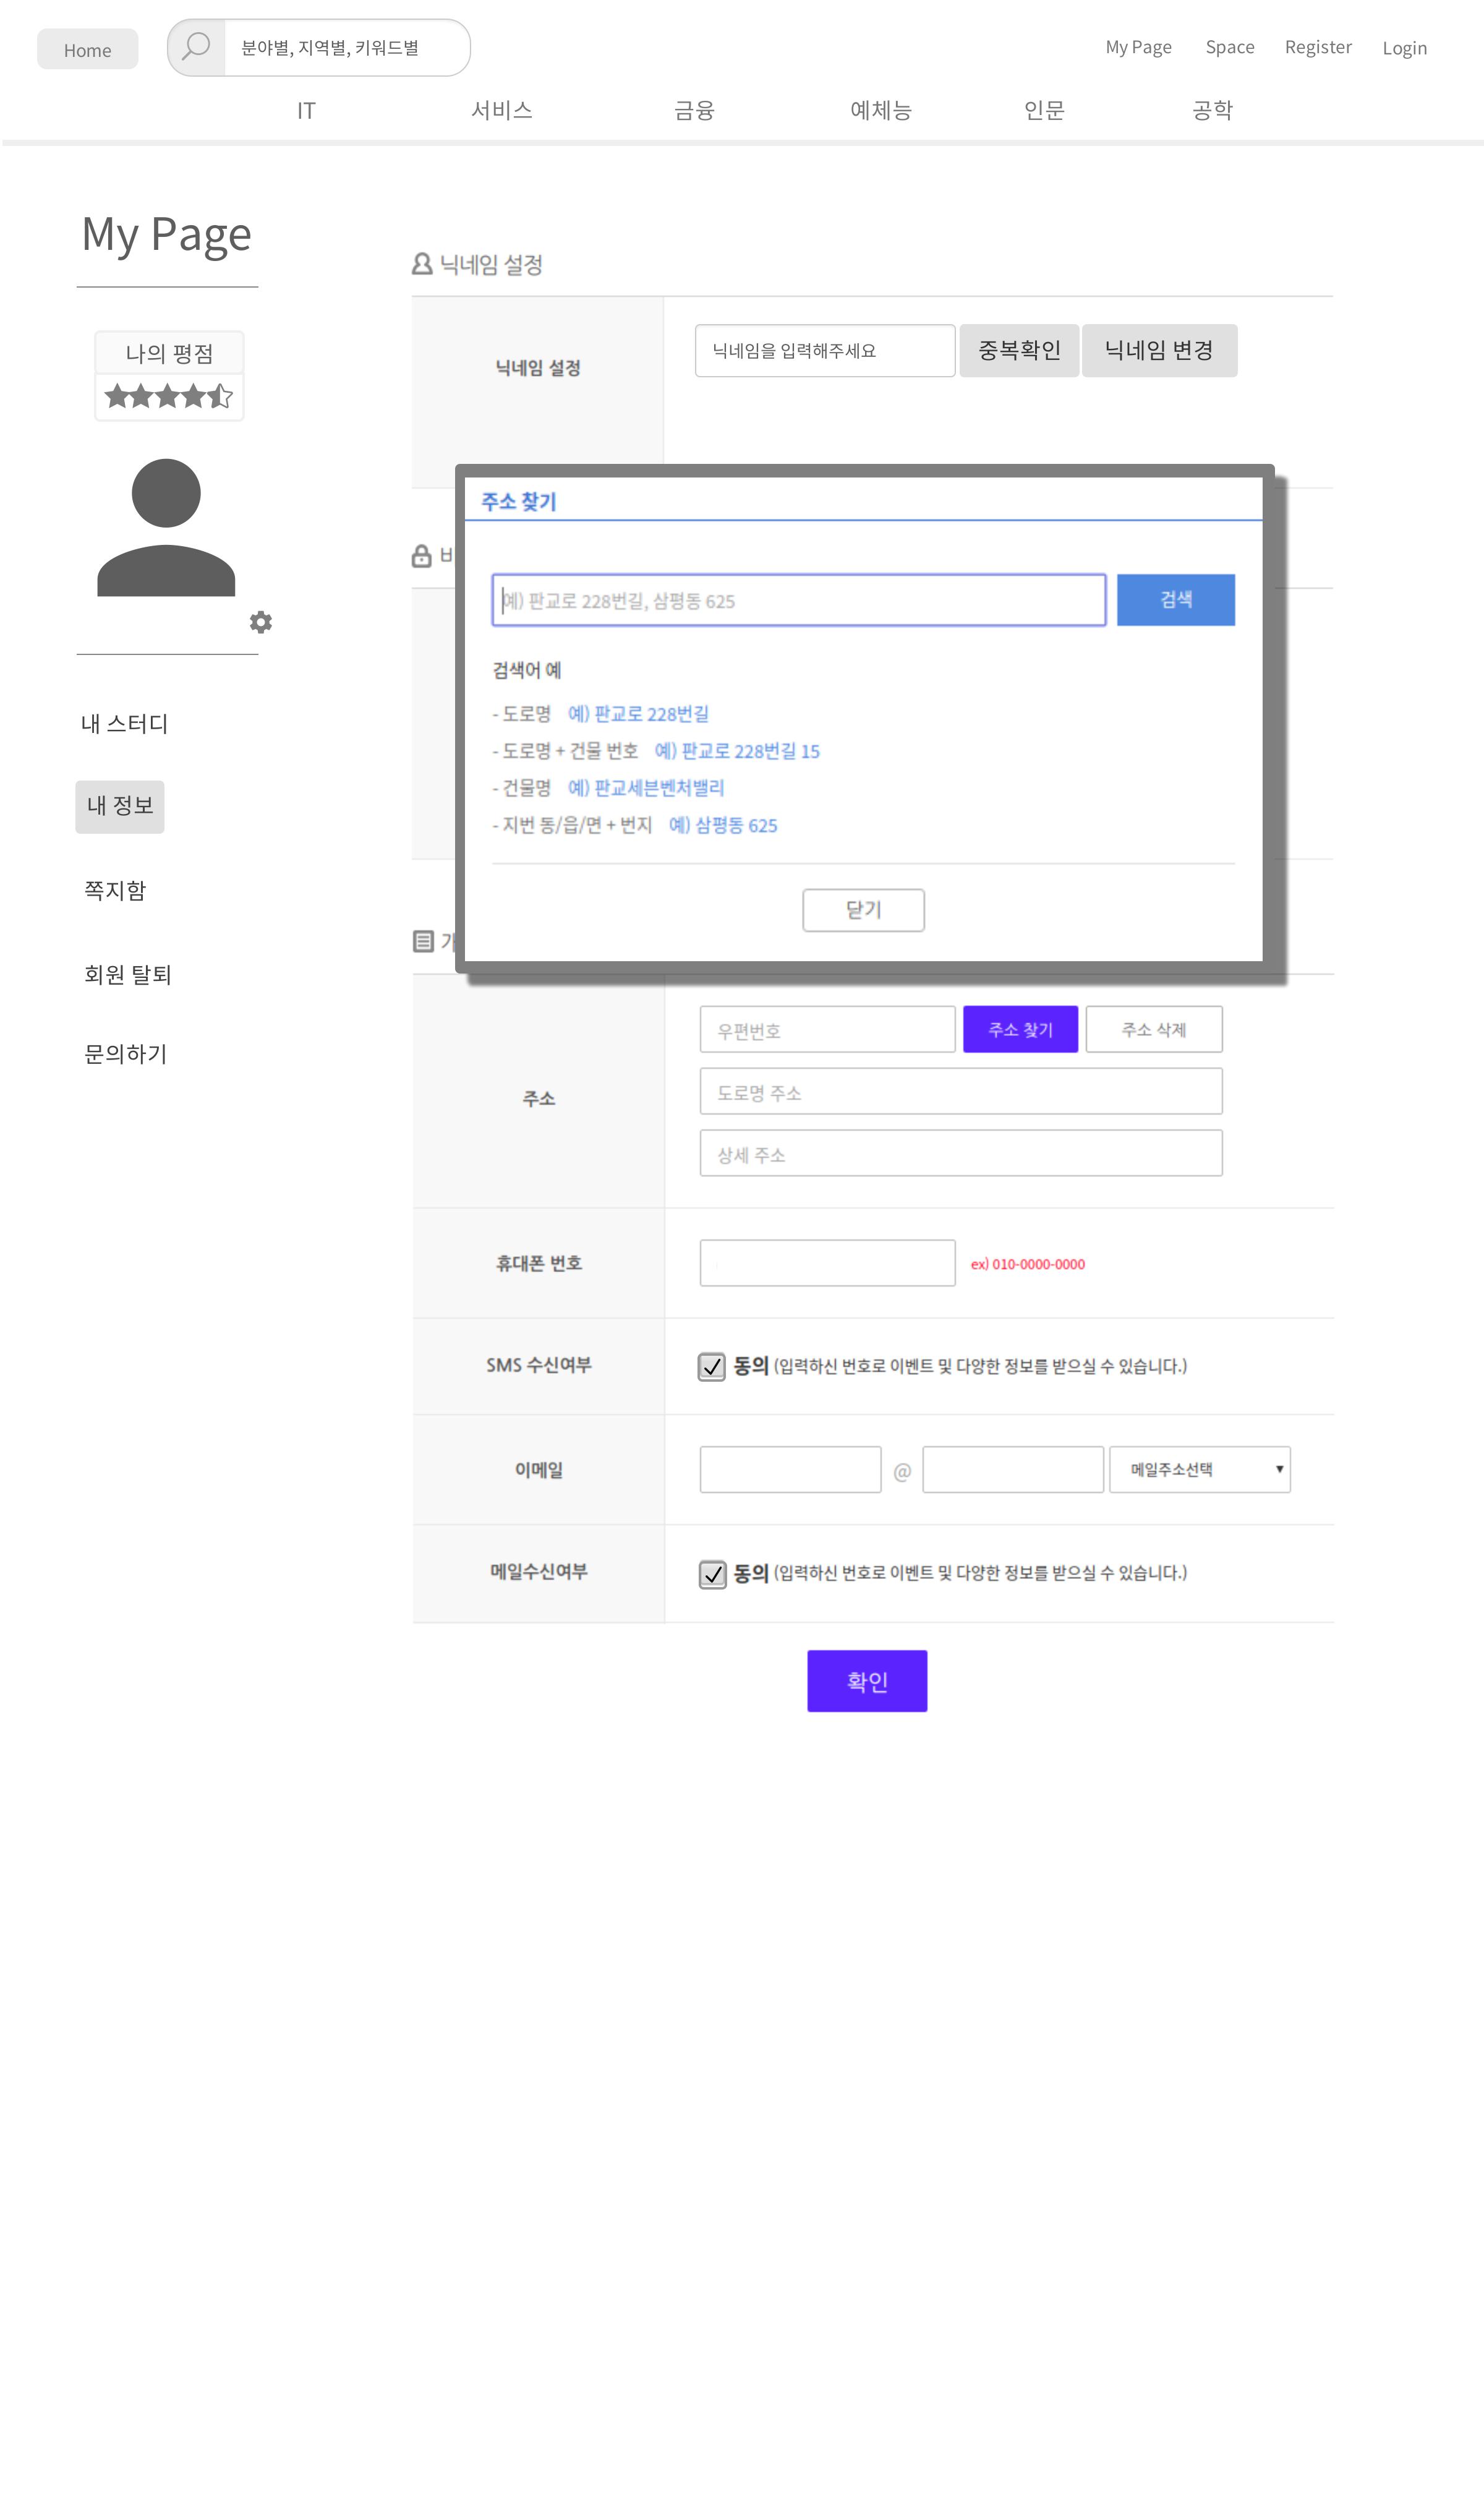 Home
분야별, 지역별, 키워드별
My Page Space Register Login
IT 서비스 금융 예체능 인문 공학
My Page
나의 평점
내 스터디
내 정보
쪽지함
회원 탈퇴
문의하기
닉네임 설정
닉네임 설정 닉네임을 입력해주세요 중복확인 닉네임 변경
주소 찾기
예) 판교로 228번길, 삼평동 625 검색
검색어 예
- 도로명 예) 판교로 228번길
- 도로명 + 건물 번호 예) 판교로 228번길 15
- 건물명 예) 판교세븐벤처밸리
- 지번 동/읍/면 + 번지 예) 삼평동 625
닫기
주소
우편번호 주소 찾기 주소 삭제
도로명 주소
상세 주소
휴대폰 번호 ex) 010-0000-0000
SMS 수신여부 동의 (입력하신 번호로 이벤트 및 다양한 정보를 받으실 수 있습니다.)
이메일 @ 메일주소선택
메일수신여부 동의 (입력하신 번호로 이벤트 및 다양한 정보를 받으실 수 있습니다.)
확인